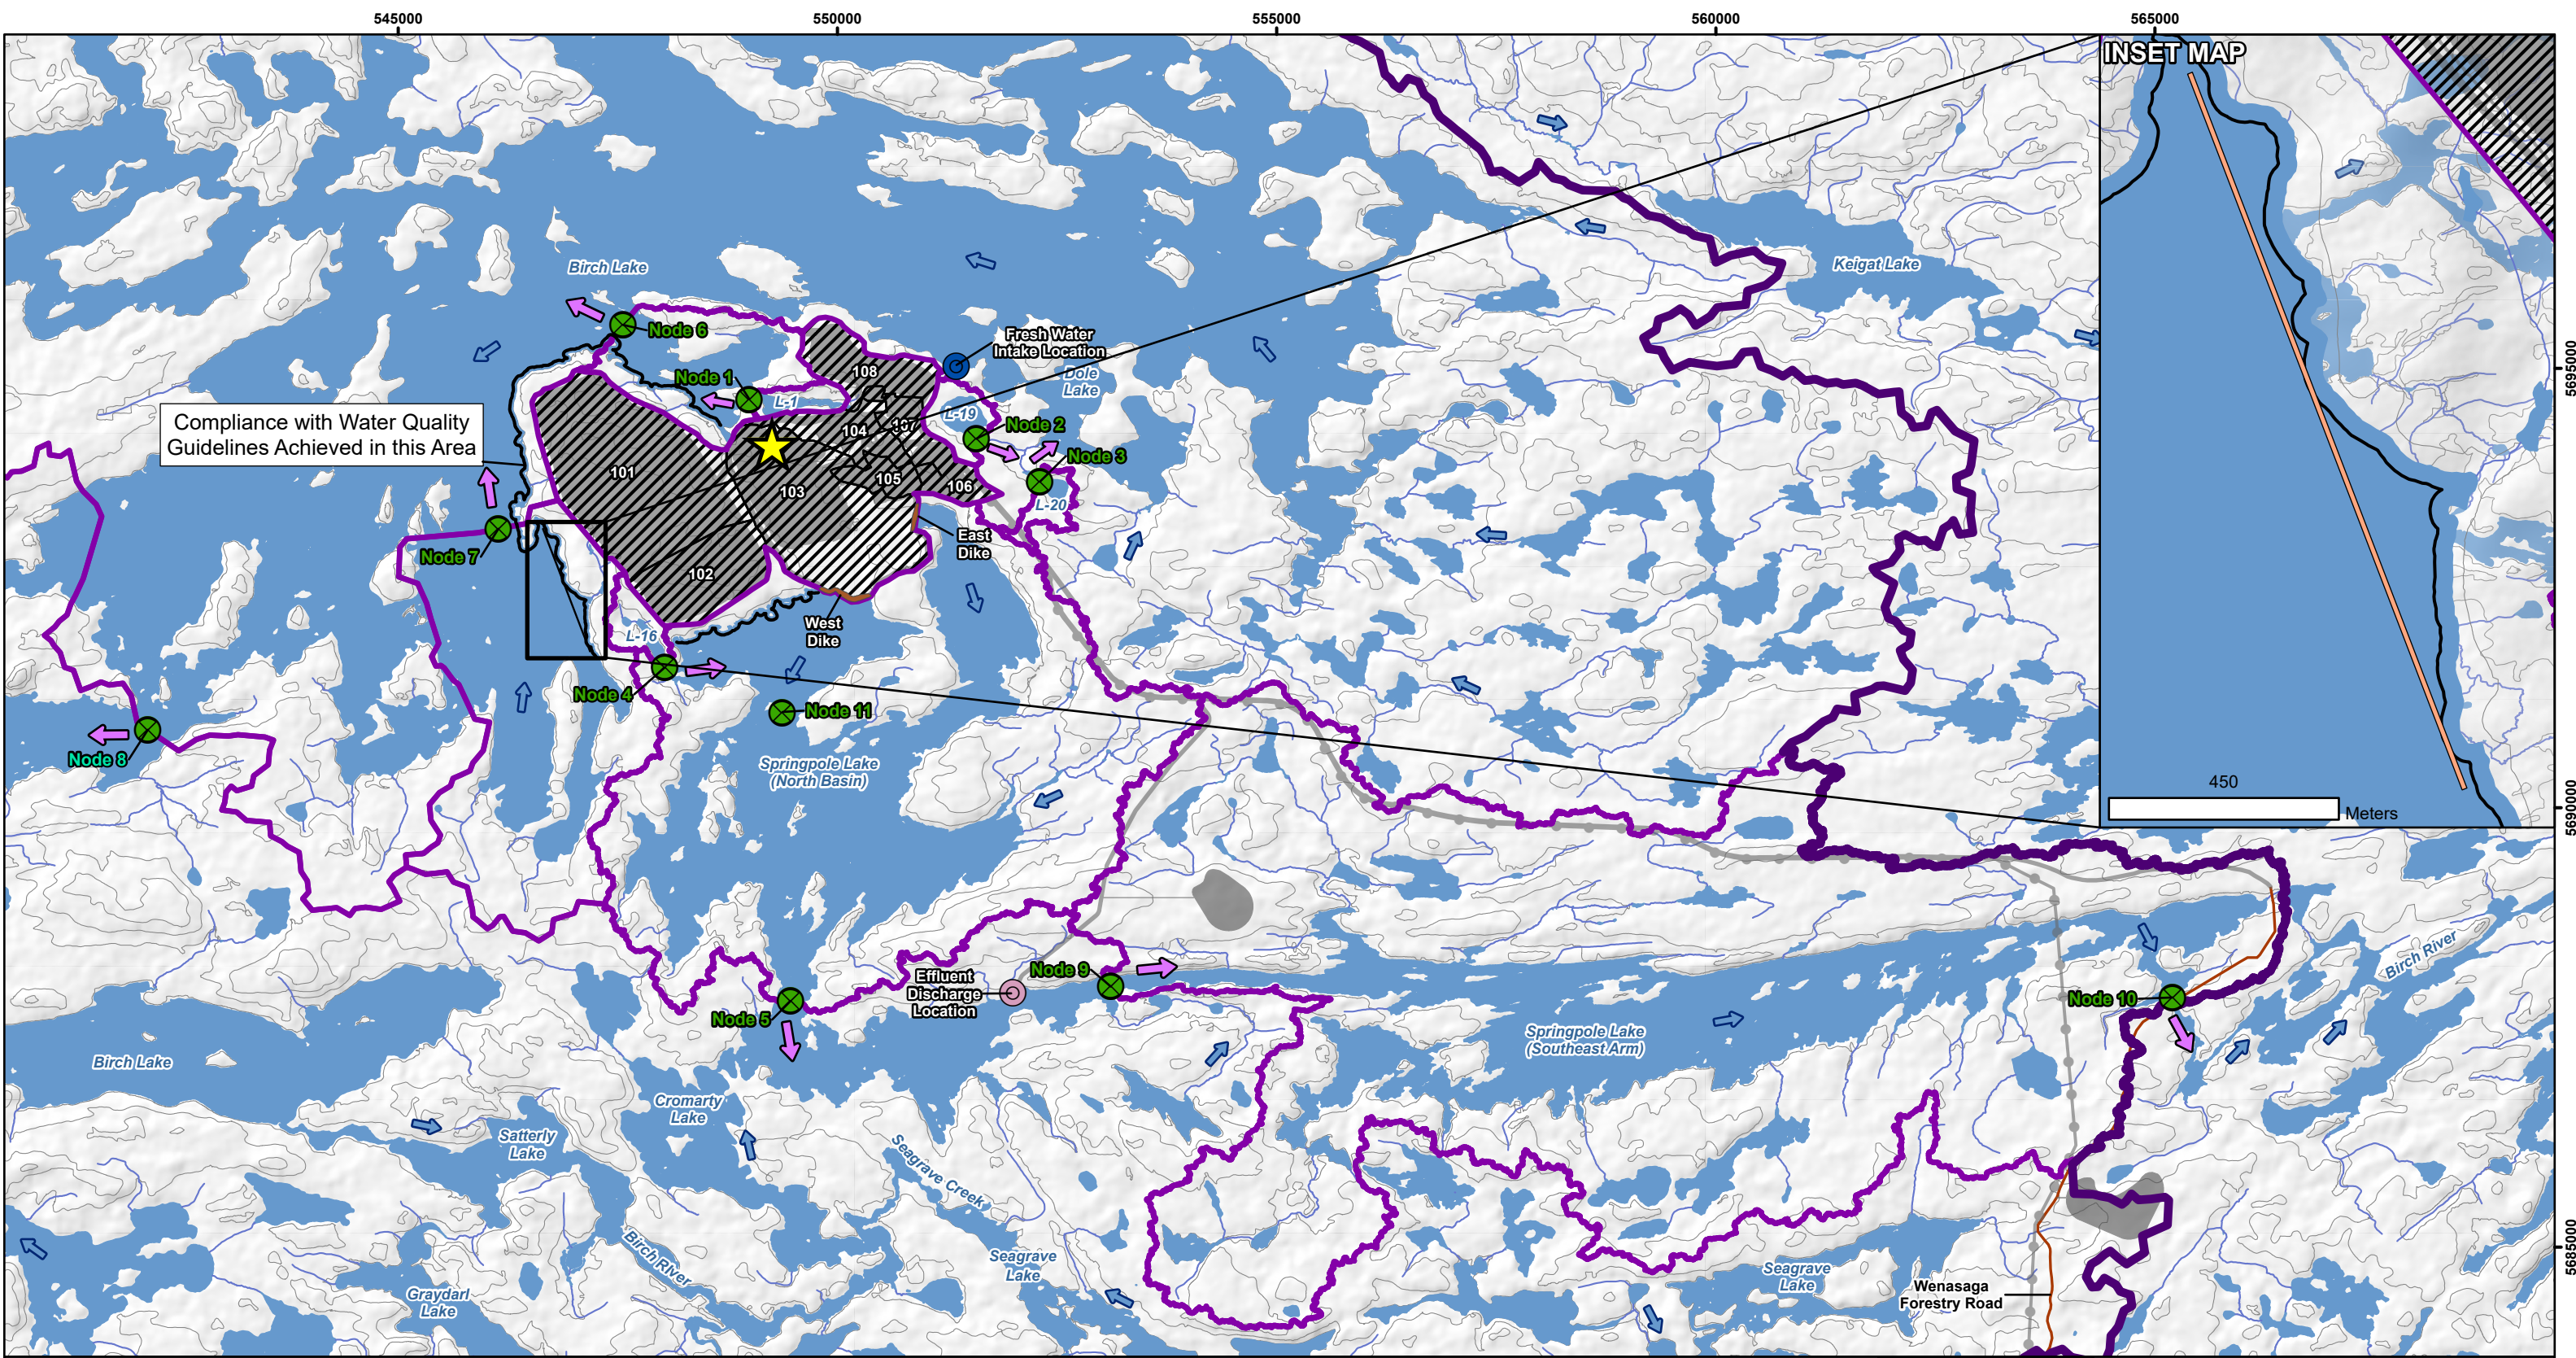 545000
550000
555000
560000
565000
INSET MAP
Birch Lake
Keigat Lake
Node 6
Fresh Water
Intake Location
Dole
Lake
5695000
108
Node 1
L-1
L-19
107
104
Node 2
Compliance with Water Quality
Guidelines Achieved in this Area
Node 3
101
103
105
106
L-20
East
Dike
Node 7
102
West
Dike
L-16
Node 4
Node 11
Node 8
Springpole Lake
(North Basin)
450
Meters
5690000
Effluent
Discharge
Location
Node 9
Node 5
Node 10
Birch River
Springpole Lake
(Southeast Arm)
Birch Lake
Cromarty
Lake
Satterly
Lake
Seagrave Creek
Birch River
Seagrave
Lake
Graydarl
Lake
Seagrave
Lake
Wenasaga
Forestry Road
5685000